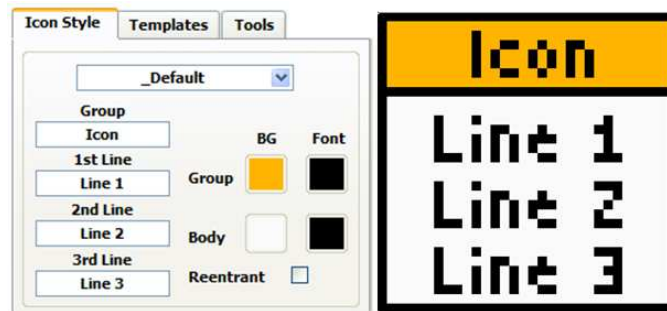 Icon Style Templates Tools
_Default
Group
Icon
BG Font
1st Line
Line 1
Group
2nd Line
Line 2
Body
3rd Line
Line 3
Reentrant
Icon
Line 1
Line 2
Line 3